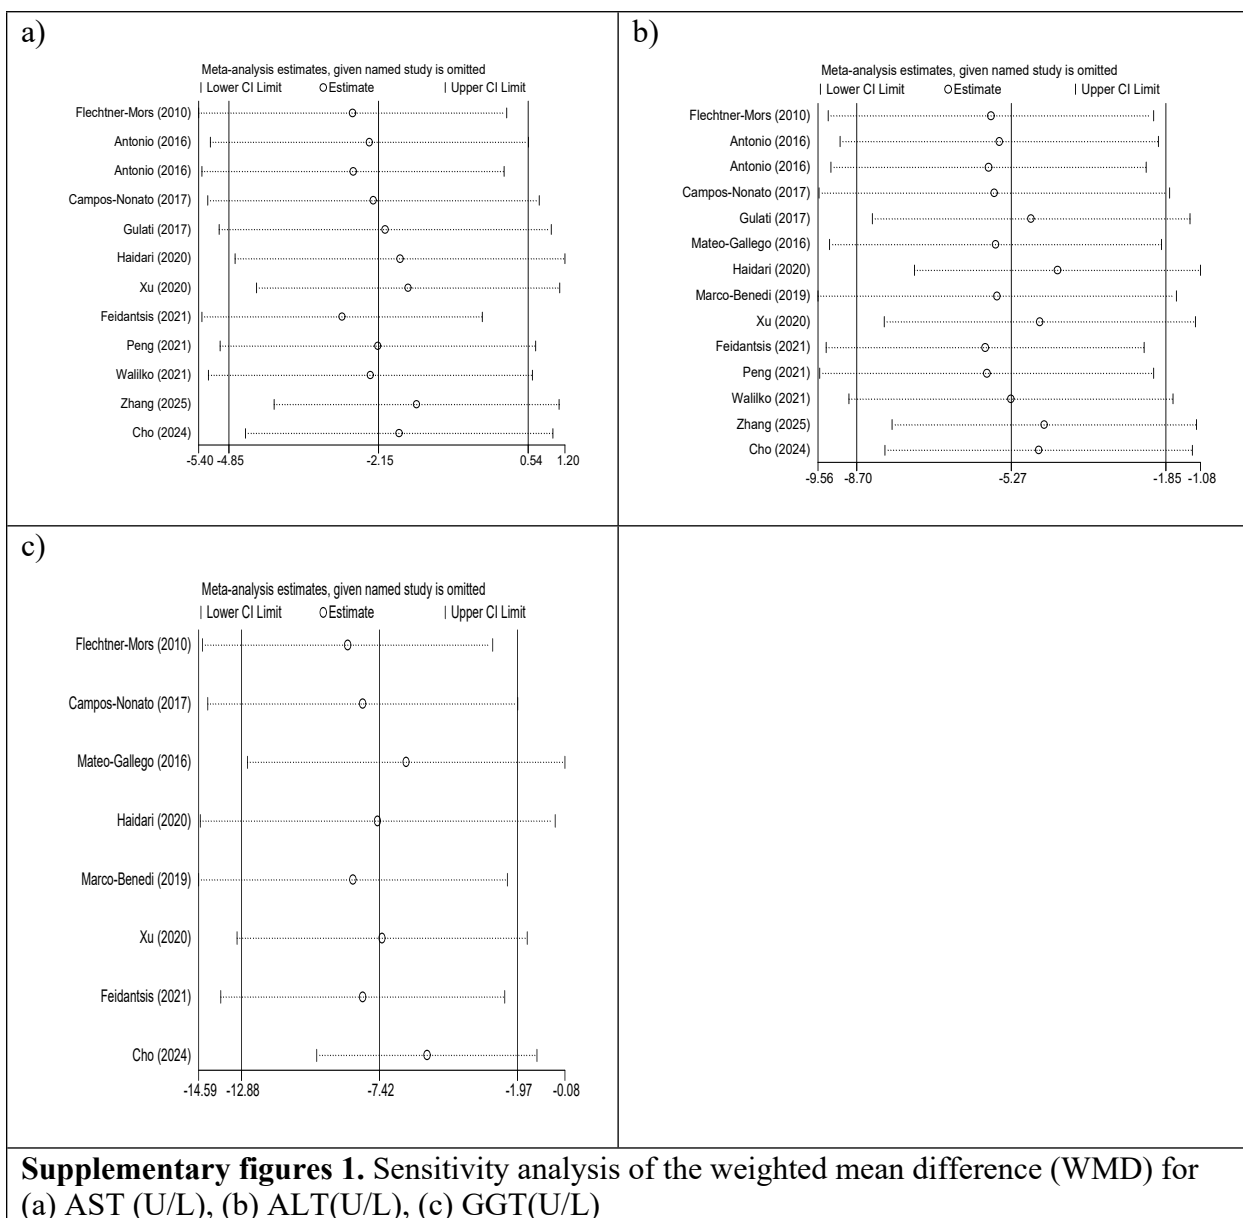 a)
Meta-analysis estimates, given named study is omitted
| Lower CI Limit ○Estimate | Upper CI Limit
Flechtner-Mors (2010)
Antonio (2016)
Antonio (2016)
Campos-Nonato (2017)
Gulati (2017)
Haidari (2020)
Xu (2020)
Feidantsis (2021)
Peng (2021)
Walilko (2021)
Zhang (2025)
Cho (2024)
-5.40 -4.85 -2.15 0.54 1.20
b)
Meta-analysis estimates, given named study is omitted
| Lower CI Limit ○Estimate | Upper CI Limit
Flechtner-Mors (2010)
Antonio (2016)
Antonio (2016)
Campos-Nonato (2017)
Gulati (2017)
Mateo-Gallego (2016)
Haidari (2020)
Marco-Benedi (2019)
Xu (2020)
Feidantsis (2021)
Peng (2021)
Walilko (2021)
Zhang (2025)
Cho (2024)
-9.56 -8.70 -5.27 -1.85 -1.08
c)
Meta-analysis estimates, given named study is omitted
| Lower CI Limit ○Estimate | Upper CI Limit
Flechtner-Mors (2010)
Campos-Nonato (2017)
Mateo-Gallego (2016)
Haidari (2020)
Marco-Benedi (2019)
Xu (2020)
Feidantsis (2021)
Cho (2024)
-14.59 -12.88 -7.42 -1.97 -0.08
Supplementary figures 1. Sensitivity analysis of the weighted mean difference (WMD) for
(a) AST (U/L), (b) ALT(U/L), (c) GGT(U/L)